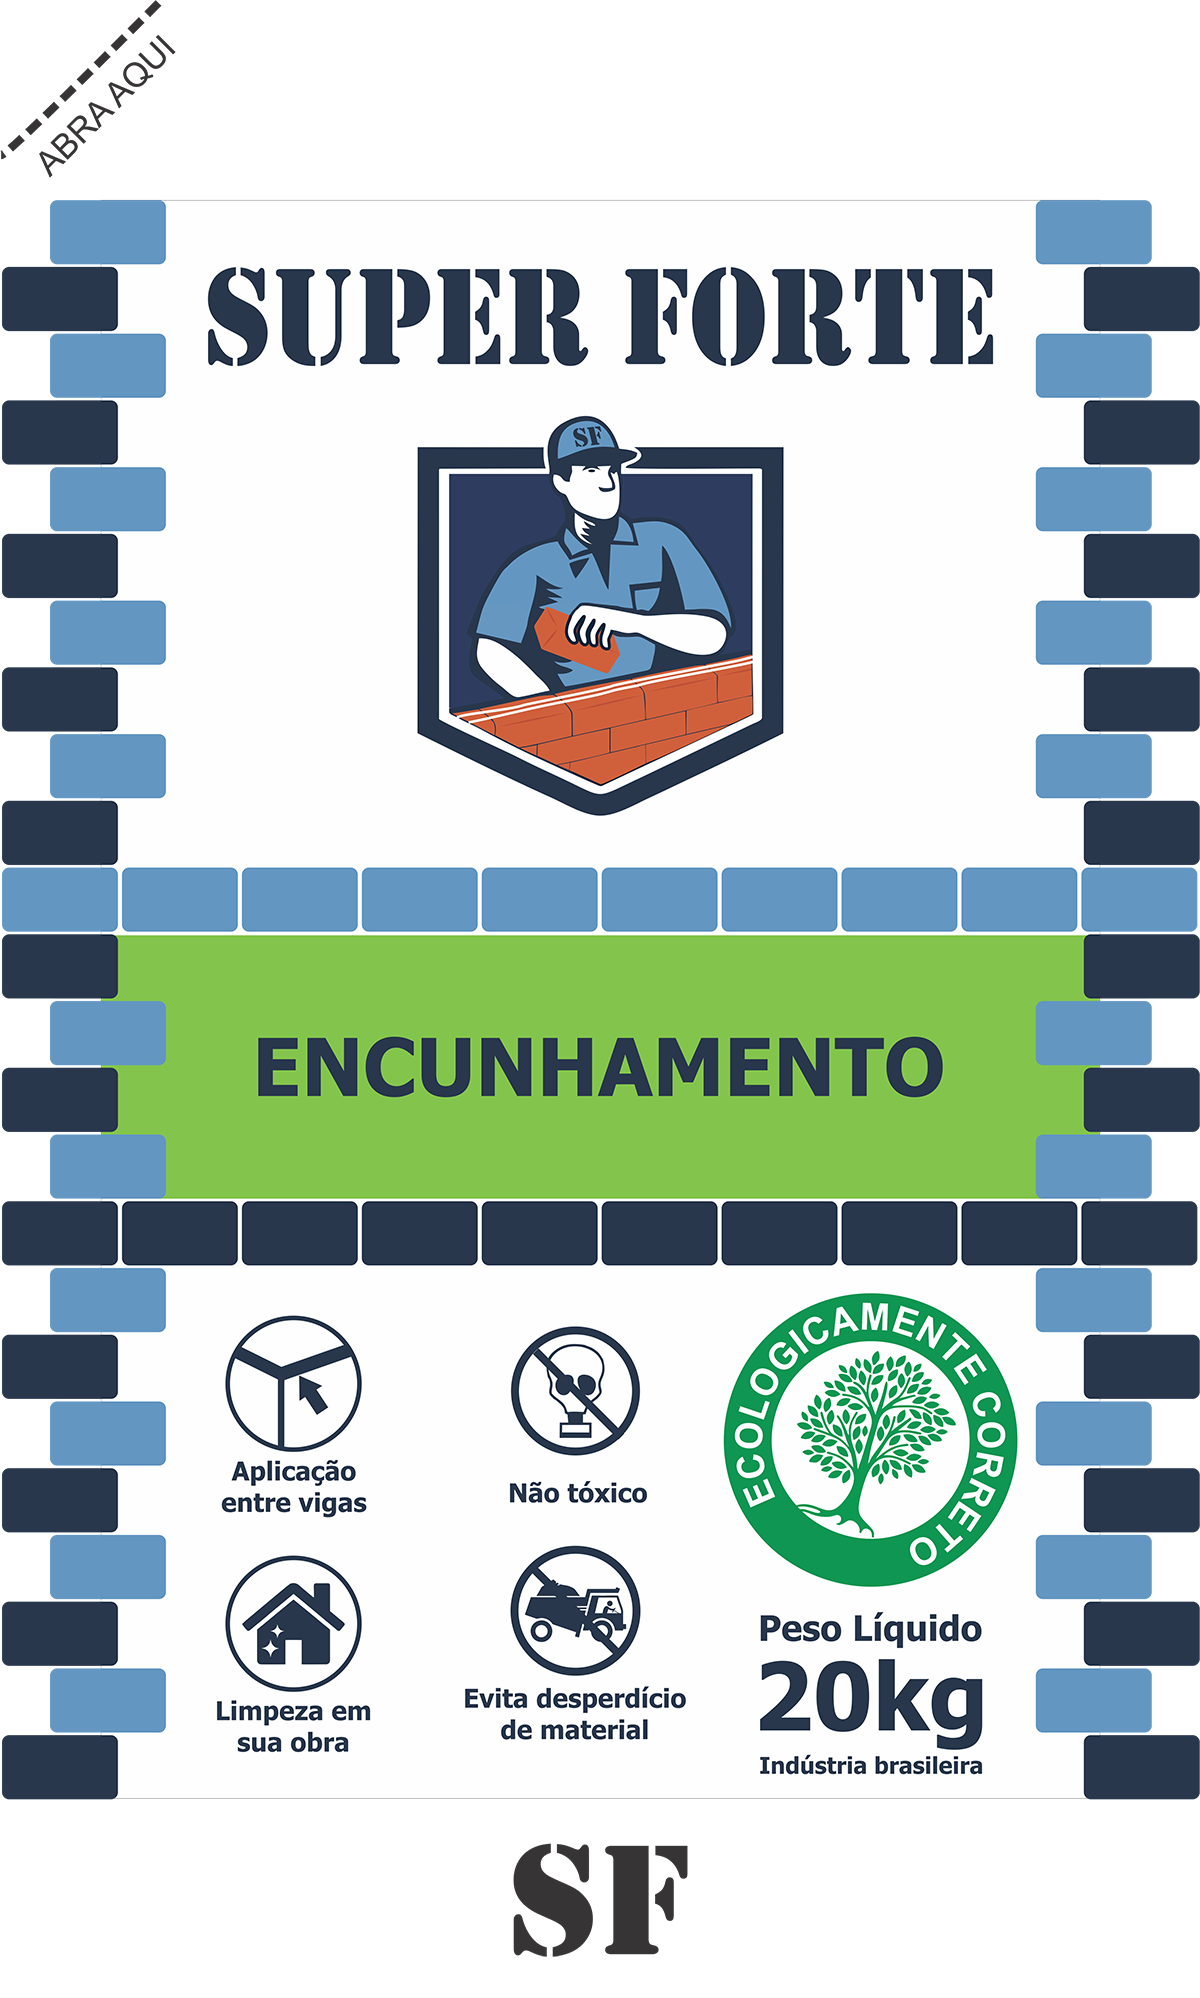 ABRA AQUI
SUPER FORTE
SF
ENCUNHAMENTO
Aplicação
entre vigas
Não tóxico
ECOLOGICAMENTE CORRETO
Limpeza em
sua obra
Evita desperdício
de material
Peso Líquido
20kg
Indústria brasileira
SF